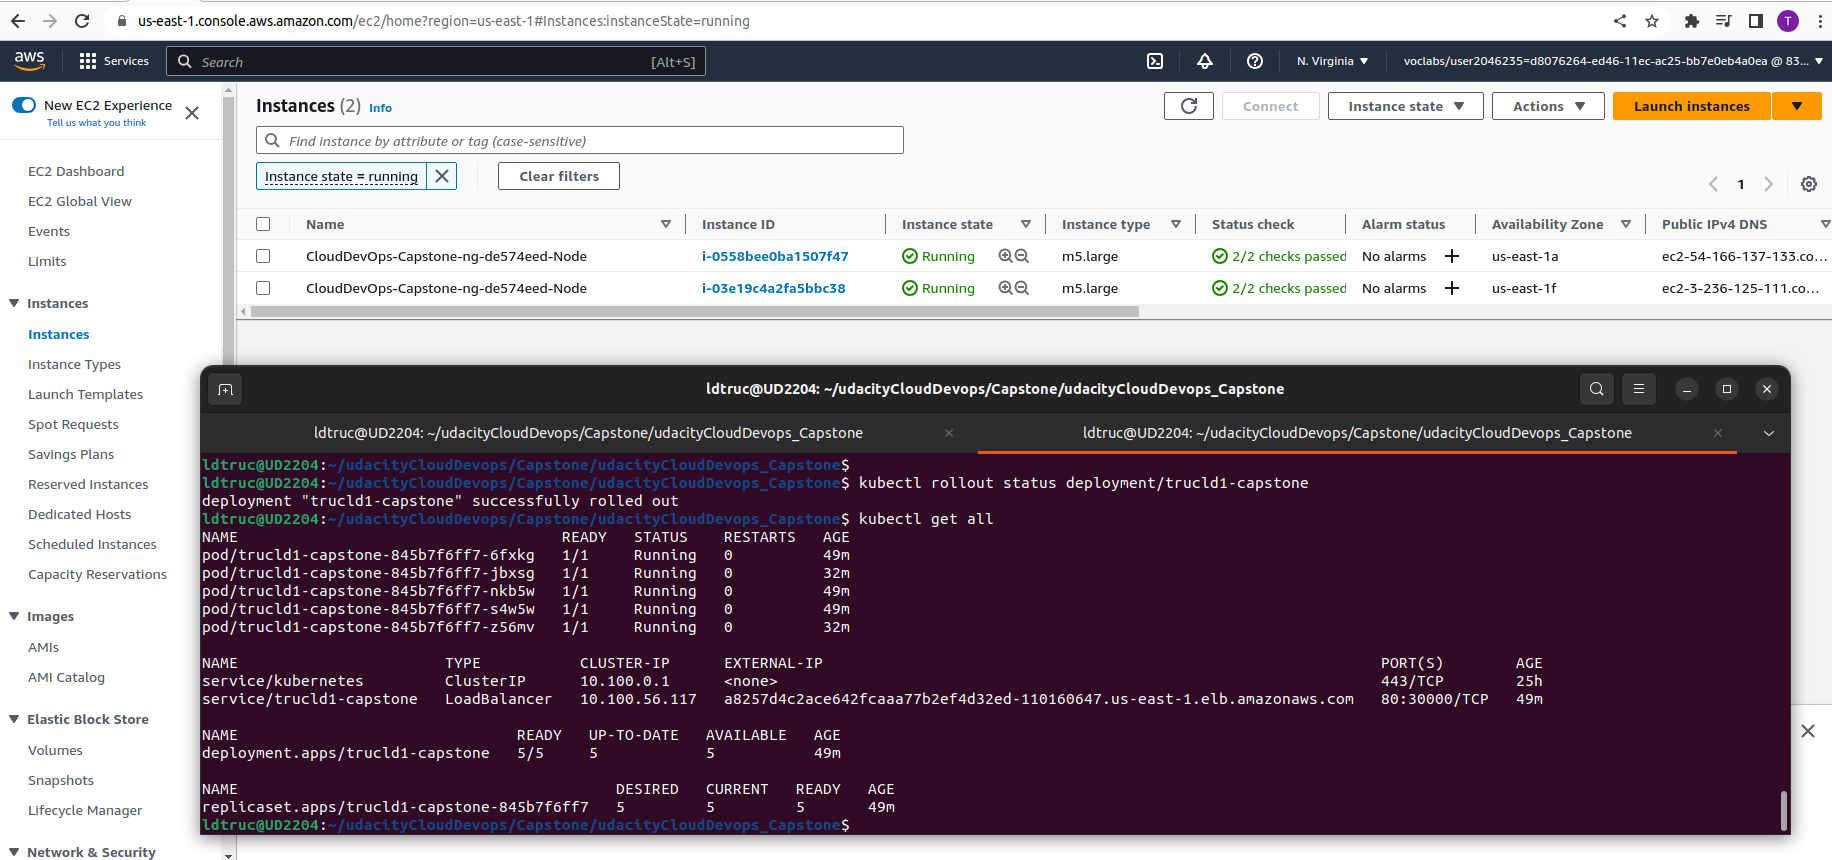 us-east-1.console.aws.amazon.com/ec2/home?region=us-east-1#Instances:instanceState=running
T
aws
Services
Search
[Alt+S]
N. Virginia
voclabs/user2046235=d8076264-ed46-11ec-ac25-bb7e0eb4a0ea @ 83...
New EC2 Experience
Tell us what you think
EC2 Dashboard
EC2 Global View
Events
Limits
Instances
Instances
Instance Types
Launch Templates
Spot Requests
Savings Plans
Reserved Instances
Dedicated Hosts
Scheduled Instances
Capacity Reservations
Images
AMIs
AMI Catalog
Elastic Block Store
Volumes
Snapshots
Lifecycle Manager
Network & Security
Instances (2) Info
Connect
Instance state
Actions
Launch instances
Find instance by attribute or tag (case-sensitive)
Instance state = running
Clear filters
1
Name Instance ID Instance state Instance type Status check Alarm status Availability Zone Public IPv4 DNS
CloudDevOps-Capstone-ng-de574eed-Node i-0558bee0ba1507f47 Running m5.large 2/2 checks passed No alarms + us-east-1a ec2-54-166-137-133.co...
CloudDevOps-Capstone-ng-de574eed-Node i-03e19c4a2fa5bbc38 Running m5.large 2/2 checks passed No alarms + us-east-1f ec2-3-236-125-111.co...
ldtruc@UD2204: ~/udacityCloudDevops/Capstone/udacityCloudDevops_Capstone
ldtruc@UD2204: ~/udacityCloudDevops/Capstone/udacityCloudDevops_Capstone
ldtruc@UD2204: ~/udacityCloudDevops/Capstone/udacityCloudDevops_Capstone
ldtruc@UD2204:~/udacityCloudDevops/Capstone/udacityCloudDevops_Capstone$
ldtruc@UD2204:~/udacityCloudDevops/Capstone/udacityCloudDevops_Capstone$ kubectl rollout status deployment/trucld1-capstone
deployment "trucld1-capstone" successfully rolled out
ldtruc@UD2204:~/udacityCloudDevops/Capstone/udacityCloudDevops_Capstone$ kubectl get all
NAME READY STATUS RESTARTS AGE
pod/trucld1-capstone-845b7f6ff7-6fxkg 1/1 Running 0 49m
pod/trucld1-capstone-845b7f6ff7-jbxsg 1/1 Running 0 32m
pod/trucld1-capstone-845b7f6ff7-nkb5w 1/1 Running 0 49m
pod/trucld1-capstone-845b7f6ff7-s4w5w 1/1 Running 0 49m
pod/trucld1-capstone-845b7f6ff7-z56mv 1/1 Running 0 32m
NAME TYPE CLUSTER-IP EXTERNAL-IP PORT(S) AGE
service/kubernetes ClusterIP 10.100.0.1 <none> 443/TCP 25h
service/trucld1-capstone LoadBalancer 10.100.56.117 a8257d4c2ace642fcaaa77b2ef4d32ed-110160647.us-east-1.elb.amazonaws.com 80:30000/TCP 49m
NAME READY UP-TO-DATE AVAILABLE AGE
deployment.apps/trucld1-capstone 5/5 5 5 49m
NAME DESIRED CURRENT READY AGE
replicaset.apps/trucld1-capstone-845b7f6ff7 5 5 5 49m
ldtruc@UD2204:~/udacityCloudDevops/Capstone/udacityCloudDevops_Capstone$